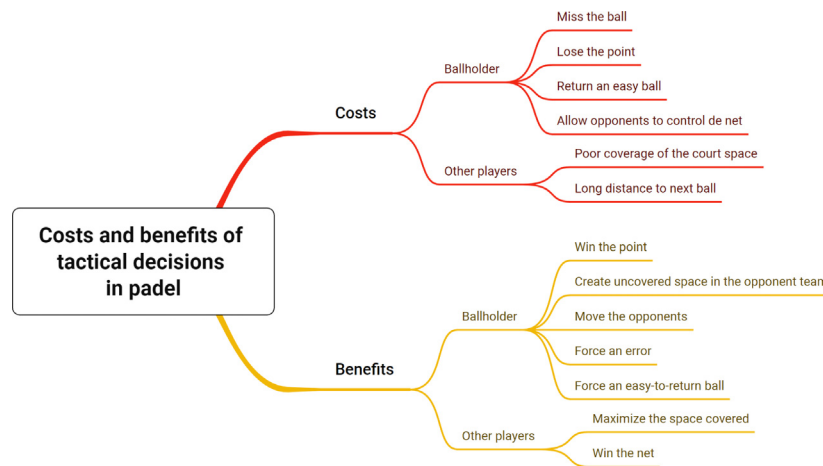 Costs and benefits of
tactical decisions
in padel
Costs
Ballholder
Miss the ball
Lose the point
Return an easy ball
Allow opponents to control de net
Other players
Poor coverage of the court space
Long distance to next ball
Benefits
Ballholder
Win the point
Create uncovered space in the opponent team
Move the opponents
Force an error
Force an easy-to-return ball
Other players
Maximize the space covered
Win the net